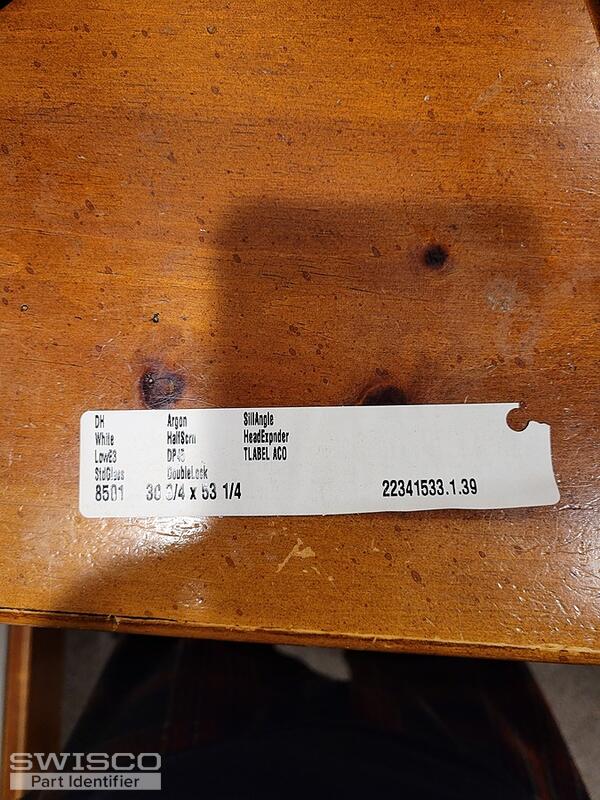 DH Argon SillAngle
White HalfScrn HeadExpnder
LowE3 DP45 TLABEL ACO
StdGlass DoubleLock
8501 30 3/4 x 53 1/4 22341533.1.39
SWISCO
Part Identifier